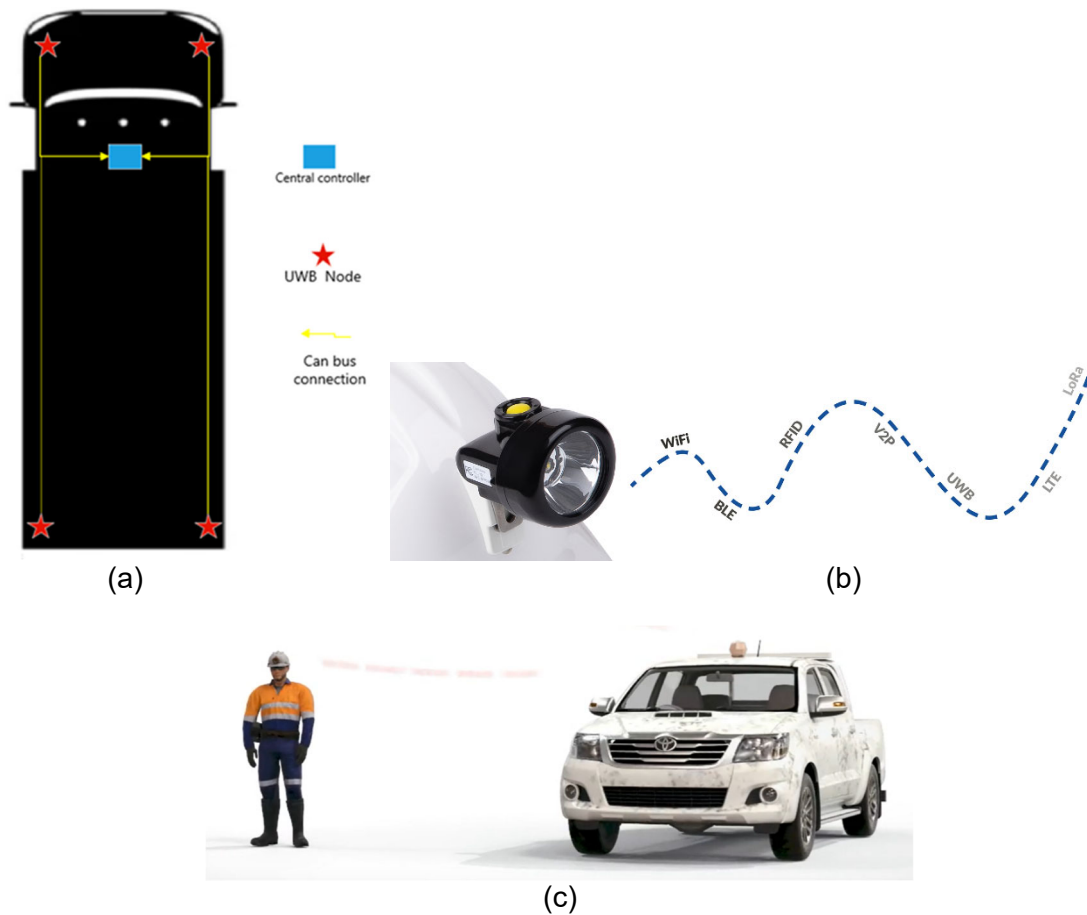 Central controller
UWB Node
Can bus
connection
(a)
WiFi
BLE
RFID
V2P
UWB
LTE
LoRa
(b)
(c)